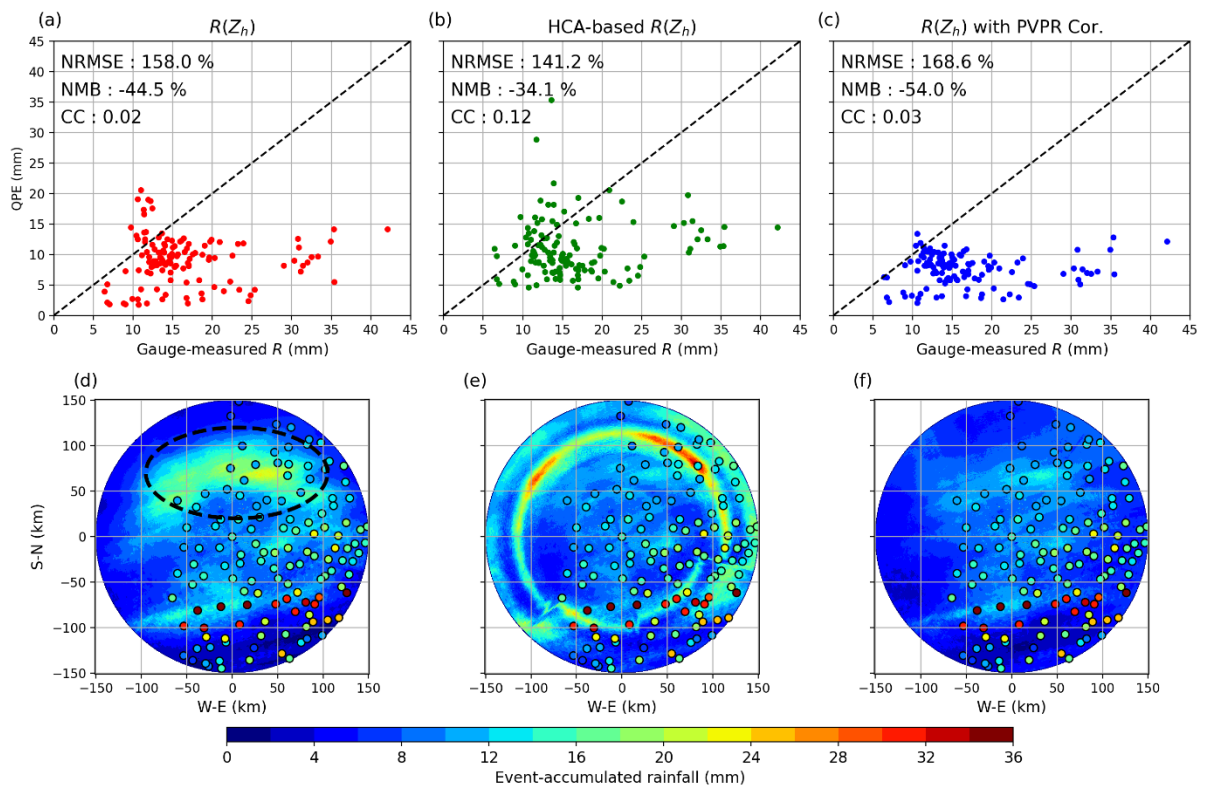 (a)
R(Z_h)
NRMSE : 158.0 %
NMB : -44.5 %
CC : 0.02
45
40
35
30
25
20
15
10
5
0
QPE (mm)
0 5 10 15 20 25 30 35 40 45
Gauge-measured R (mm)
(b)
HCA-based R(Z_h)
NRMSE : 141.2 %
NMB : -34.1 %
CC : 0.12
0 5 10 15 20 25 30 35 40 45
Gauge-measured R (mm)
(c)
R(Z_h) with PVPR Cor.
NRMSE : 168.6 %
NMB : -54.0 %
CC : 0.03
0 5 10 15 20 25 30 35 40 45
Gauge-measured R (mm)
(d)
150
100
50
0
−50
−100
−150
S-N (km)
−150 −100 −50 0 50 100 150
W-E (km)
(e)
−150 −100 −50 0 50 100 150
W-E (km)
(f)
−150 −100 −50 0 50 100 150
W-E (km)
0 4 8 12 16 20 24 28 32 36
Event-accumulated rainfall (mm)